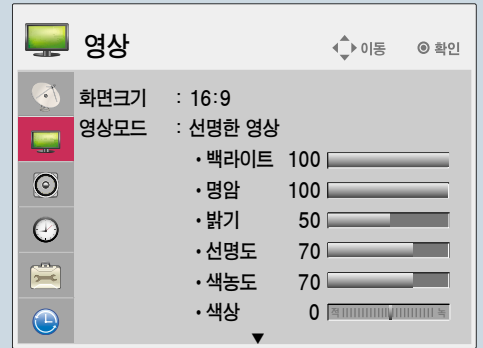 영상
이동 확인
화면크기 : 16:9
영상모드 : 선명한 영상
• 백라이트 100
• 명암 100
• 밝기 50
• 선명도 70
• 색농도 70
• 색상 0 적 녹